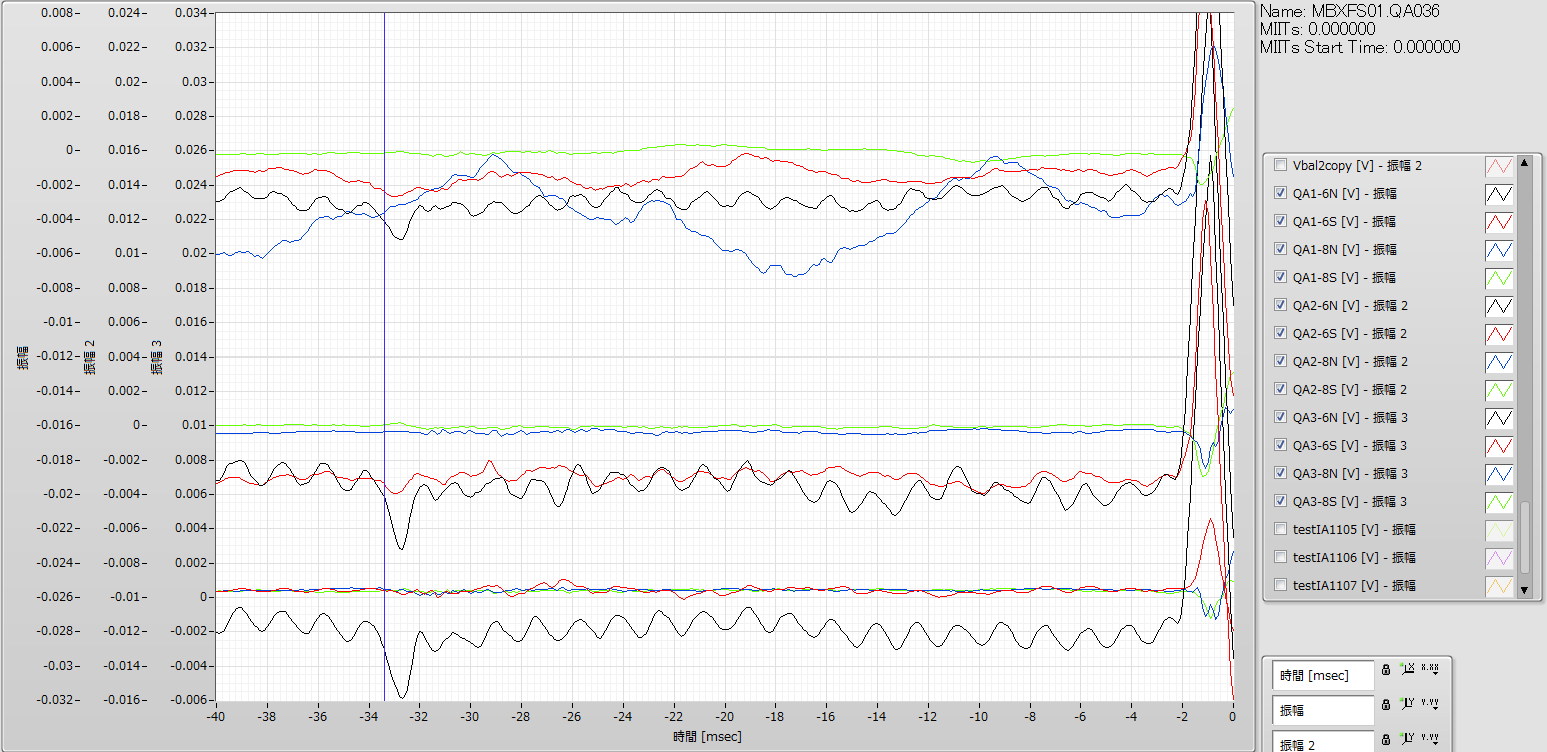 Name: MBXFS01.QA036
MIITs: 0.000000
MIITs Start Time: 0.000000
0.008
0.006
0.004
0.002
0
-0.002
-0.004
-0.006
-0.008
-0.01
-0.012
-0.014
-0.016
-0.018
-0.02
-0.022
-0.024
-0.026
-0.028
-0.03
-0.032
振幅
0.024
0.022
0.02
0.018
0.016
0.014
0.012
0.01
0.008
0.006
0.004
0.002
0
-0.002
-0.004
-0.006
-0.008
-0.01
-0.012
-0.014
-0.016
振幅 2
0.034
0.032
0.03
0.028
0.026
0.024
0.022
0.02
0.018
0.016
0.014
0.012
0.01
0.008
0.006
0.004
0.002
0
-0.002
-0.004
-0.006
振幅 3
-40 -38 -36 -34 -32 -30 -28 -26 -24 -22 -20 -18 -16 -14 -12 -10 -8 -6 -4 -2 0
時間 [msec]
Vbal2copy [V] - 振幅 2
QA1-6N [V] - 振幅
QA1-6S [V] - 振幅
QA1-8N [V] - 振幅
QA1-8S [V] - 振幅
QA2-6N [V] - 振幅 2
QA2-6S [V] - 振幅 2
QA2-8N [V] - 振幅 2
QA2-8S [V] - 振幅 2
QA3-6N [V] - 振幅 3
QA3-6S [V] - 振幅 3
QA3-8N [V] - 振幅 3
QA3-8S [V] - 振幅 3
testIA1105 [V] - 振幅
testIA1106 [V] - 振幅
testIA1107 [V] - 振幅
時間 [msec] X X.XX
振幅 Y Y.YY
振幅 2 Y Y.YY